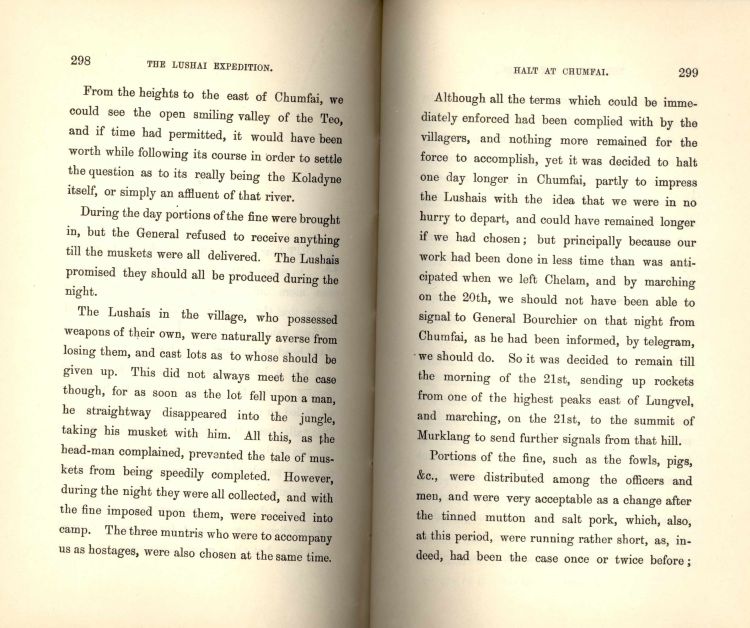 298
THE LUSHAI EXPEDITION.
From the heights to the east of Chumfai, we
could see the open smiling valley of the Teo,
and if time had permitted, it would have been
worth while following its course in order to settle
the question as to its really being the Koladyne
itself, or simply an affluent of that river.
During the day portions of the fine were brought
in, but the General refused to receive anything
till the muskets were all delivered. The Lushais
promised they should all be produced during the
night.
The Lushais in the village, who possessed
weapons of their own, were naturally averse from
losing them, and cast lots as to whose should be
given up. This did not always meet the case
though, for as soon as the lot fell upon a man,
he straightway disappeared into the jungle,
taking his musket with him. All this, as the
head-man complained, prevented the tale of mus-
kets from being speedily completed. However,
during the night they were all collected, and with
the fine imposed upon them, were received into
camp. The three muntris who were to accompany
us as hostages, were also chosen at the same time.
HALT AT CHUMFAI.
299
Although all the terms which could be imme-
diately enforced had been complied with by the
villagers, and nothing more remained for the
force to accomplish, yet it was decided to halt
one day longer in Chumfai, partly to impress
the Lushais with the idea that we were in no
hurry to depart, and could have remained longer
if we had chosen; but principally because our
work had been done in less time than was anti-
cipated when we left Chelam, and by marching
on the 20th, we should not have been able to
signal to General Bourchier on that night from
Chumfai, as he had been informed, by telegram,
we should do. So it was decided to remain till
the morning of the 21st, sending up rockets
from one of the highest peaks east of Lungvel,
and marching, on the 21st, to the summit of
Murklang to send further signals from that hill.
Portions of the fine, such as the fowls, pigs,
&c., were distributed among the officers and
men, and were very acceptable as a change after
the tinned mutton and salt pork, which, also,
at this period, were running rather short, as, in-
deed, had been the case once or twice before;